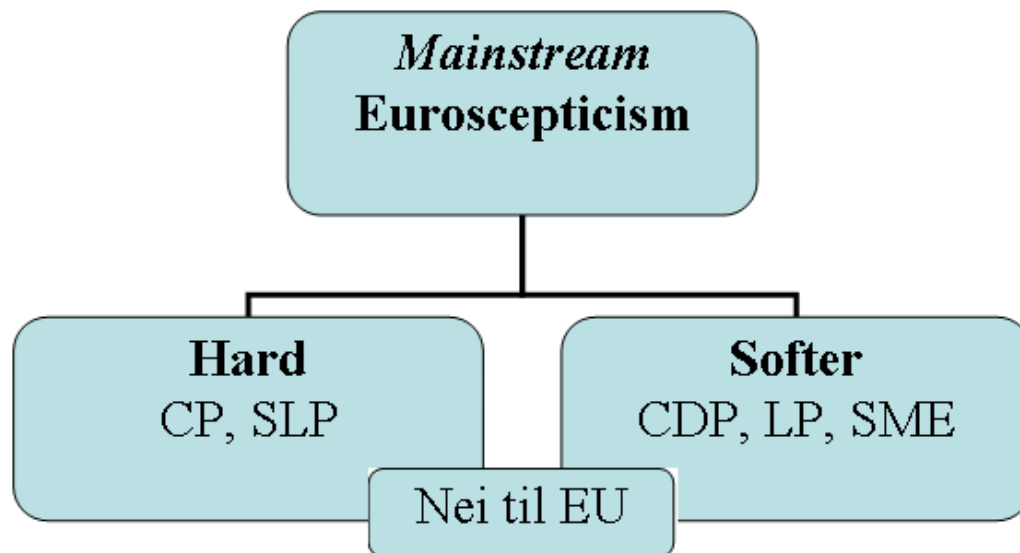 Mainstream
Euroscepticism
Hard
CP, SLP
Softer
CDP, LP, SME
Nei til EU